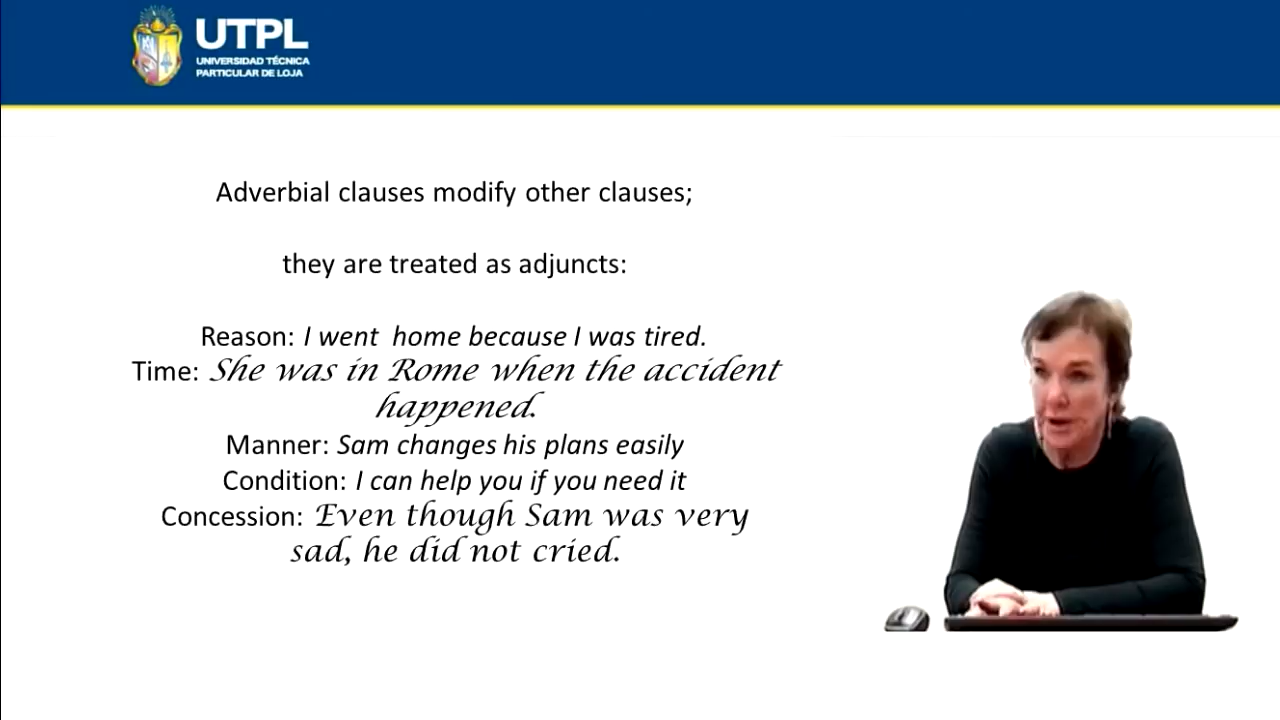 UTPL
UNIVERSIDAD TÉCNICA
PARTICULAR DE LOJA
Adverbial clauses modify other clauses;
they are treated as adjuncts:
Reason: I went  home because I was tired.
Time: She was in Rome when the accident
happened.
Manner: Sam changes his plans easily
Condition: I can help you if you need it
Concession: Even though Sam was very
sad, he did not cried.